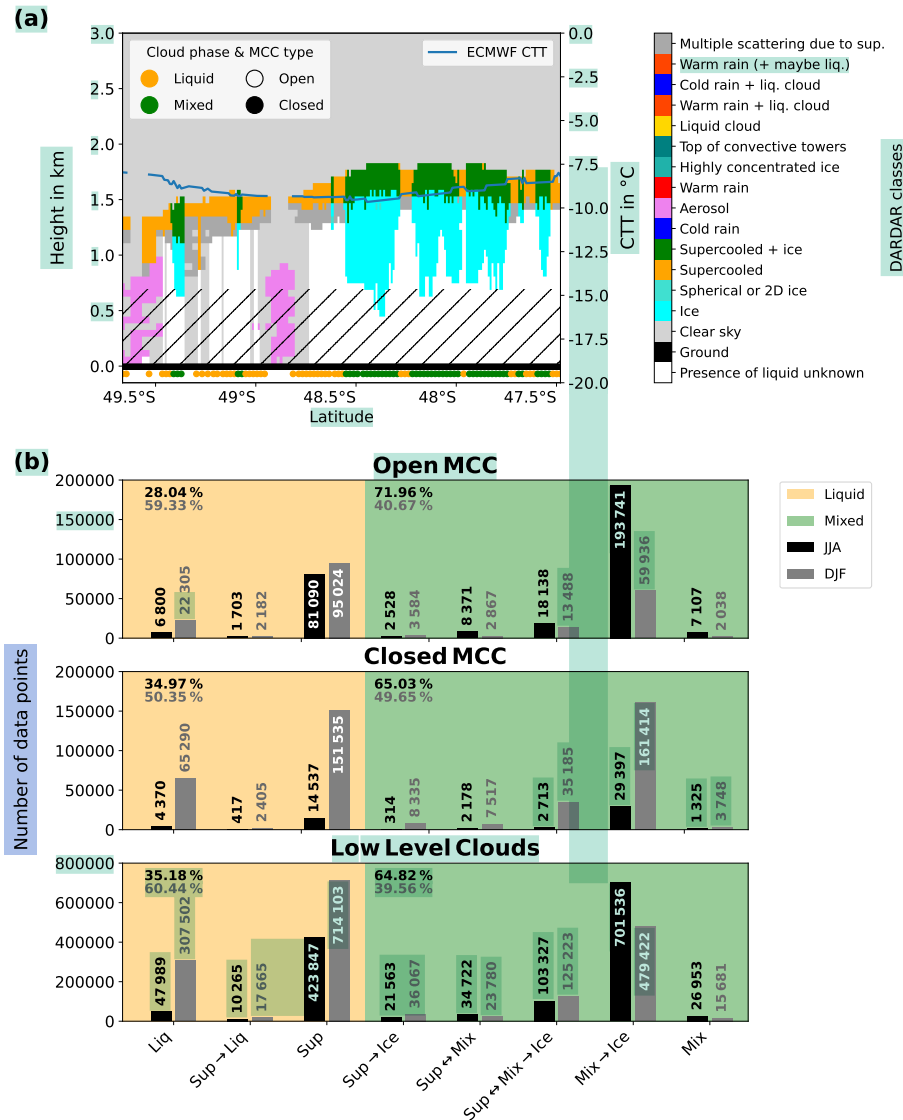 (a)
3.0
2.5
2.0
1.5
1.0
0.5
0.0
Height in km
Cloud phase & MCC type
Liquid
Open
Mixed
Closed
ECMWF CTT
0.0
-2.5
-5.0
-7.5
-10.0
-12.5
-15.0
-17.5
-20.0
CTT in °C
49.5°S 49°S 48.5°S 48°S 47.5°S
Latitude
Multiple scattering due to sup.
Warm rain (+ maybe liq.)
Cold rain + liq. cloud
Warm rain + liq. cloud
Liquid cloud
Top of convective towers
Highly concentrated ice
Warm rain
Aerosol
Cold rain
Supercooled + ice
Supercooled
Spherical or 2D ice
Ice
Clear sky
Ground
Presence of liquid unknown
DARDAR classes
(b)
Open MCC
200000
150000
100000
50000
0
28.04 %
59.33 %
71.96 %
40.67 %
6 800
22 305
1 703
2 182
81 090
95 024
2 528
3 584
8 371
2 867
18 138
13 488
193 741
59 936
7 107
2 038
Liquid
Mixed
JJA
DJF
Closed MCC
200000
150000
100000
50000
0
34.97 %
50.35 %
65.03 %
49.65 %
4 370
65 290
417
2 405
14 537
151 535
314
8 335
2 178
7 517
2 713
35 185
29 397
161 414
1 325
3 748
Number of data points
Low Level Clouds
800000
600000
400000
200000
0
35.18 %
60.44 %
64.82 %
39.56 %
47 989
307 502
10 265
17 665
423 847
714 103
21 563
36 067
34 722
23 780
103 327
125 223
701 536
479 422
26 953
15 681
Liq
Sup→Liq
Sup
Sup→Ice
Sup↔Mix
Sup↔Mix→Ice
Mix→Ice
Mix